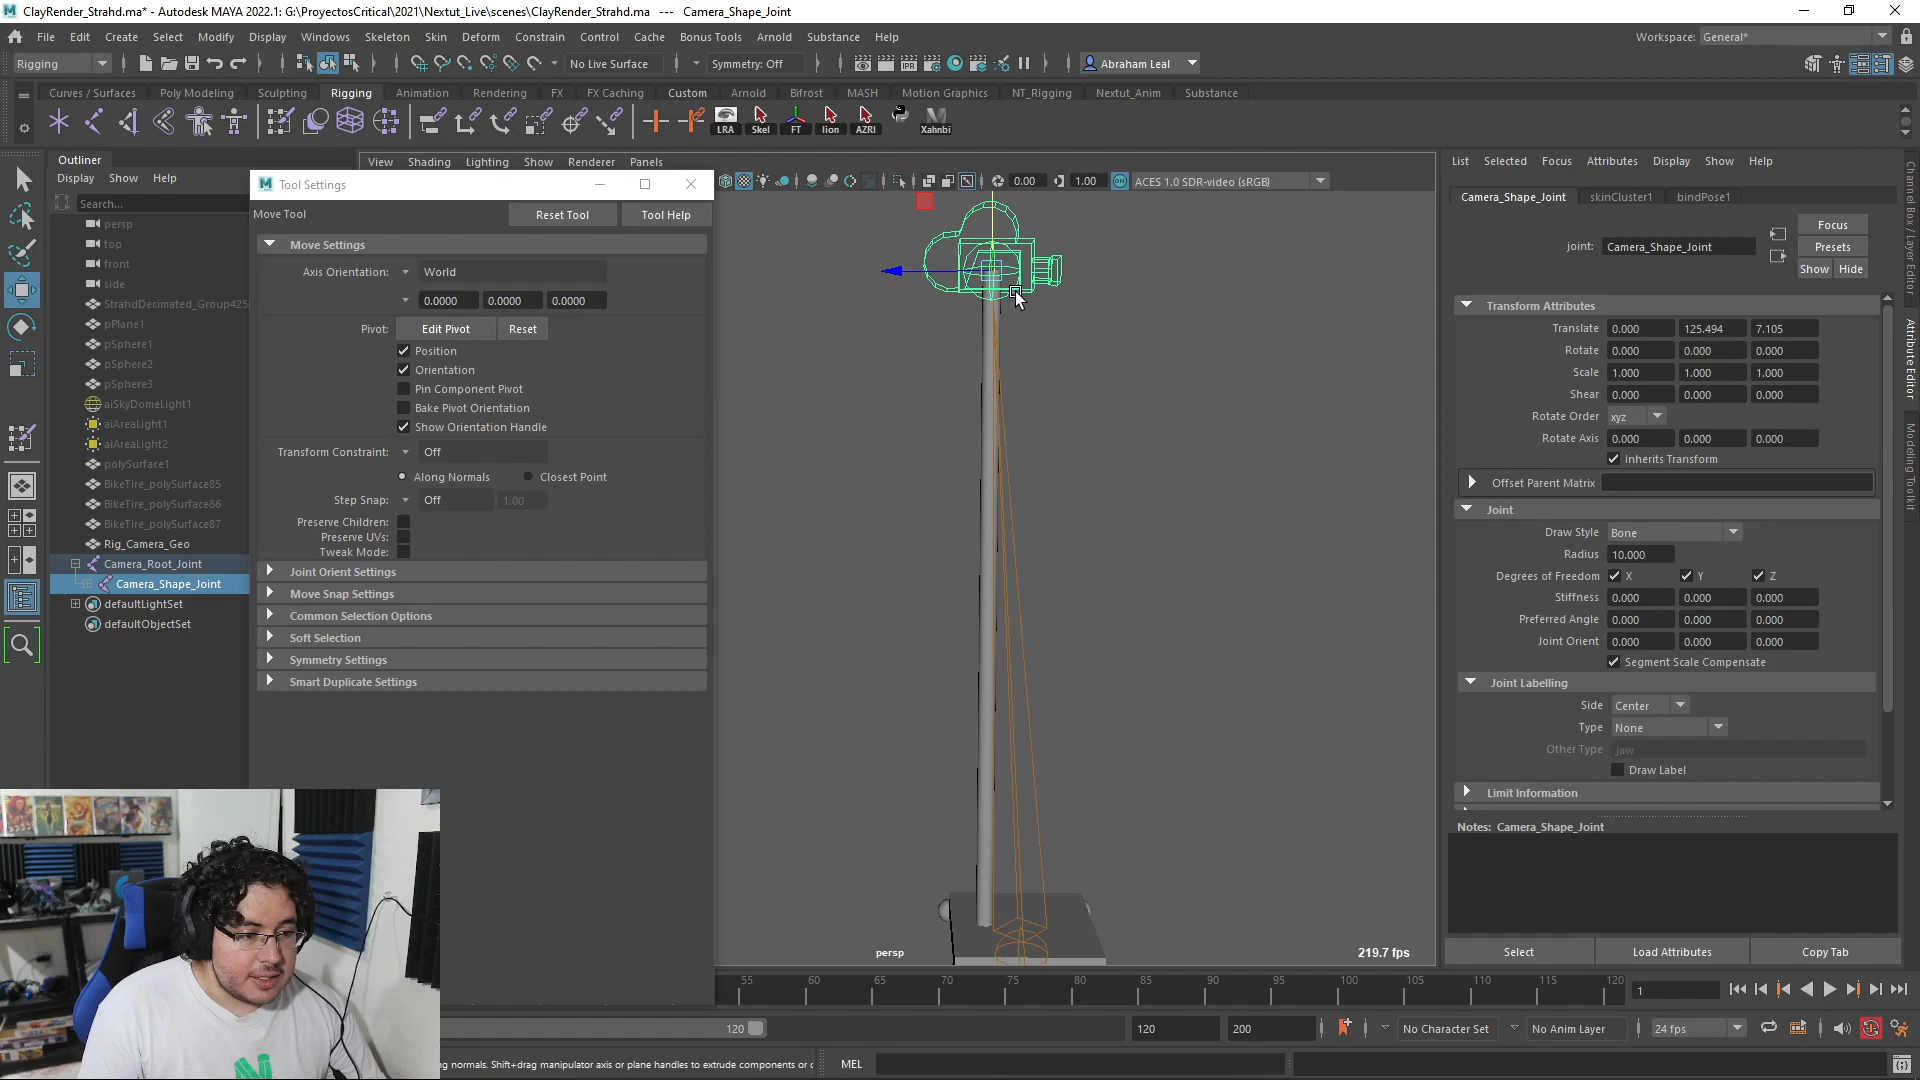 ClayRender_Strahd.ma* - Autodesk MAYA 2022.1: G:\ProyectosCritical\2021\Nextut_Live\scenes\ClayRender_Strahd.ma --- Camera_Shape_Joint
File Edit Create Select Modify Display Windows Skeleton Skin Deform Constrain Control Cache Bonus Tools Arnold Substance Help
Workspace: General*
Rigging No Live Surface Symmetry: Off Abraham Leal
Curves / Surfaces Poly Modeling Sculpting Rigging Animation Rendering FX FX Caching Custom Arnold Bifrost MASH Motion Graphics NT_Rigging Nextut_Anim Substance
LRA Skel FT lion AZRI Xahnbi
Outliner
Display Show Help
Search...
persp
top
front
side
StrahdDecimated_Group425
pPlane1
pSphere1
pSphere2
pSphere3
aiSkyDomeLight1
aiAreaLight1
aiAreaLight2
polySurface1
BikeTire_polySurface85
BikeTire_polySurface86
BikeTire_polySurface87
Rig_Camera_Geo
Camera_Root_Joint
Camera_Shape_Joint
defaultLightSet
defaultObjectSet
View Shading Lighting Show Renderer Panels
Tool Settings
Move Tool Reset Tool Tool Help
Move Settings
Axis Orientation: World
0.0000 0.0000 0.0000
Pivot: Edit Pivot Reset
Position
Orientation
Pin Component Pivot
Bake Pivot Orientation
Show Orientation Handle
Transform Constraint: Off
Along Normals Closest Point
Step Snap: Off 1.00
Preserve Children:
Preserve UVs:
Tweak Mode:
Joint Orient Settings
Move Snap Settings
Common Selection Options
Soft Selection
Symmetry Settings
Smart Duplicate Settings
0.00 1.00 ACES 1.0 SDR-video (sRGB)
persp
219.7 fps
List Selected Focus Attributes Display Show Help
Camera_Shape_Joint skinCluster1 bindPose1
joint: Camera_Shape_Joint
Focus
Presets
Show Hide
Transform Attributes
Translate 0.000 125.494 7.105
Rotate 0.000 0.000 0.000
Scale 1.000 1.000 1.000
Shear 0.000 0.000 0.000
Rotate Order xyz
Rotate Axis 0.000 0.000 0.000
Inherits Transform
Offset Parent Matrix
Joint
Draw Style Bone
Radius 10.000
Degrees of Freedom X Y Z
Stiffness 0.000 0.000 0.000
Preferred Angle 0.000 0.000 0.000
Joint Orient 0.000 0.000 0.000
Segment Scale Compensate
Joint Labelling
Side Center
Type None
Other Type jaw
Draw Label
Limit Information
Notes: Camera_Shape_Joint
Select Load Attributes Copy Tab
Channel Box / Layer Editor
Attribute Editor
Modeling Toolkit
55 60 65 70 75 80 85 90 95 100 105 110 115 120
1
120 120 200 No Character Set No Anim Layer 24 fps
ng normals. Shift+drag manipulator axis or plane handles to extrude components or c
MEL